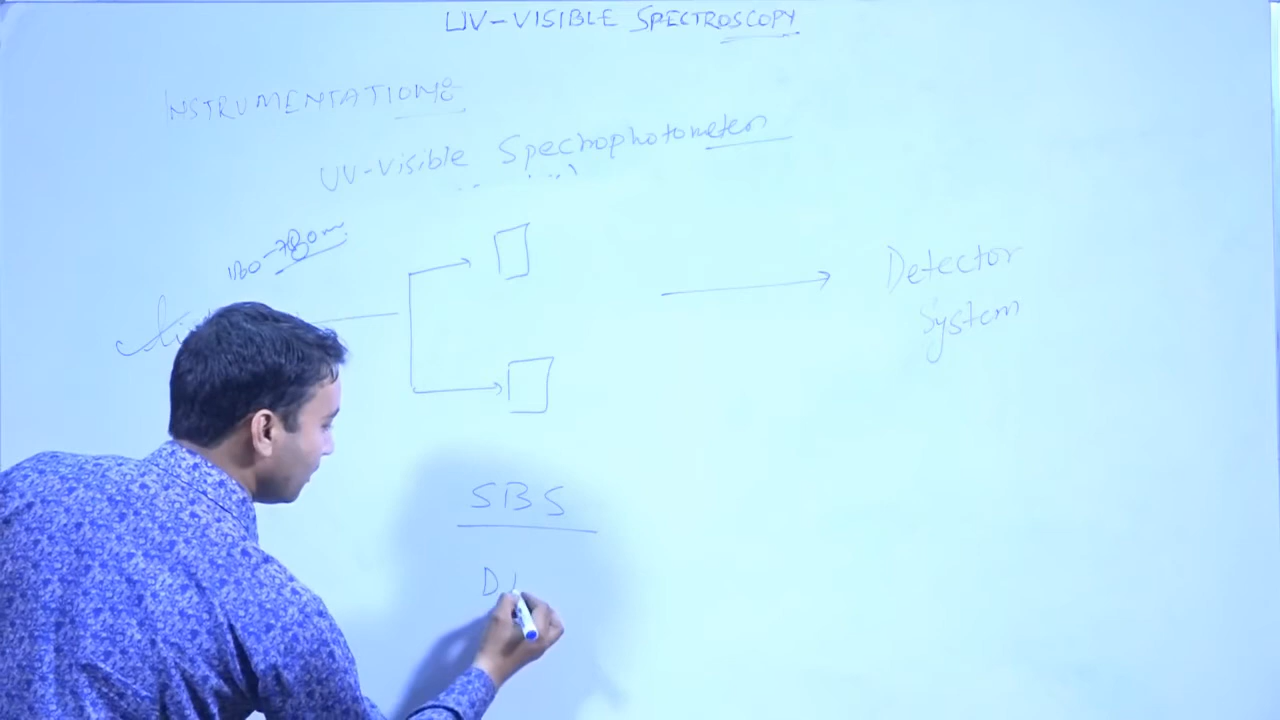 UV-VISIBLE SPECTROSCOPY
INSTRUMENTATION:
UV-Visible Spectrophotometer
Detector
System
SBS
D